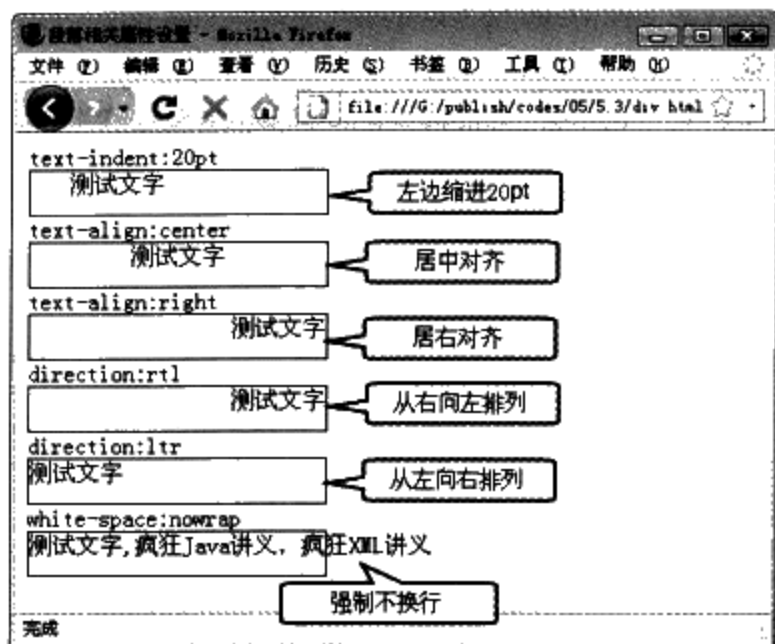 段落相关属性设置 - Mozilla Firefox
文件 (F) 编辑 (E) 查看 (V) 历史 (S) 书签 (B) 工具 (T) 帮助 (H)
file:///G:/publish/codes/05/5.3/div html
text-indent:20pt
测试文字
左边缩进20pt
text-align:center
测试文字
居中对齐
text-align:right
测试文字
居右对齐
direction:rtl
测试文字
从右向左排列
direction:ltr
测试文字
从左向右排列
white-space:nowrap
测试文字,疯狂Java讲义，疯狂XML讲义
强制不换行
完成